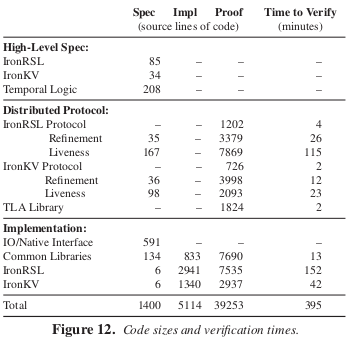 Spec Impl Proof Time to Verify
(source lines of code) (minutes)
High-Level Spec:
IronRSL 85 – – –
IronKV 34 – – –
Temporal Logic 208 – – –
Distributed Protocol:
IronRSL Protocol – – 1202 4
Refinement 35 – 3379 26
Liveness 167 – 7869 115
IronKV Protocol – – 726 2
Refinement 36 – 3998 12
Liveness 98 – 2093 23
TLA Library – – 1824 2
Implementation:
IO/Native Interface 591 – – –
Common Libraries 134 833 7690 13
IronRSL 6 2941 7535 152
IronKV 6 1340 2937 42
Total 1400 5114 39253 395
Figure 12. Code sizes and verification times.